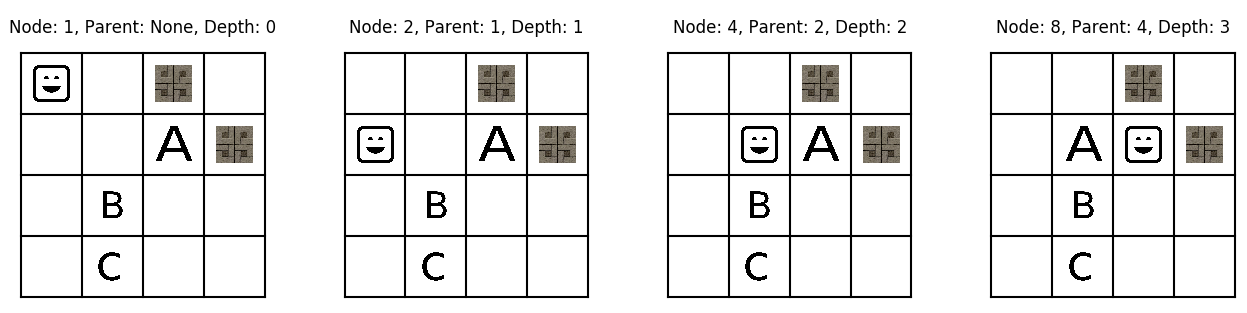 Node: 1, Parent: None, Depth: 0
A
B
C
Node: 2, Parent: 1, Depth: 1
A
B
C
Node: 4, Parent: 2, Depth: 2
A
B
C
Node: 8, Parent: 4, Depth: 3
A
B
C